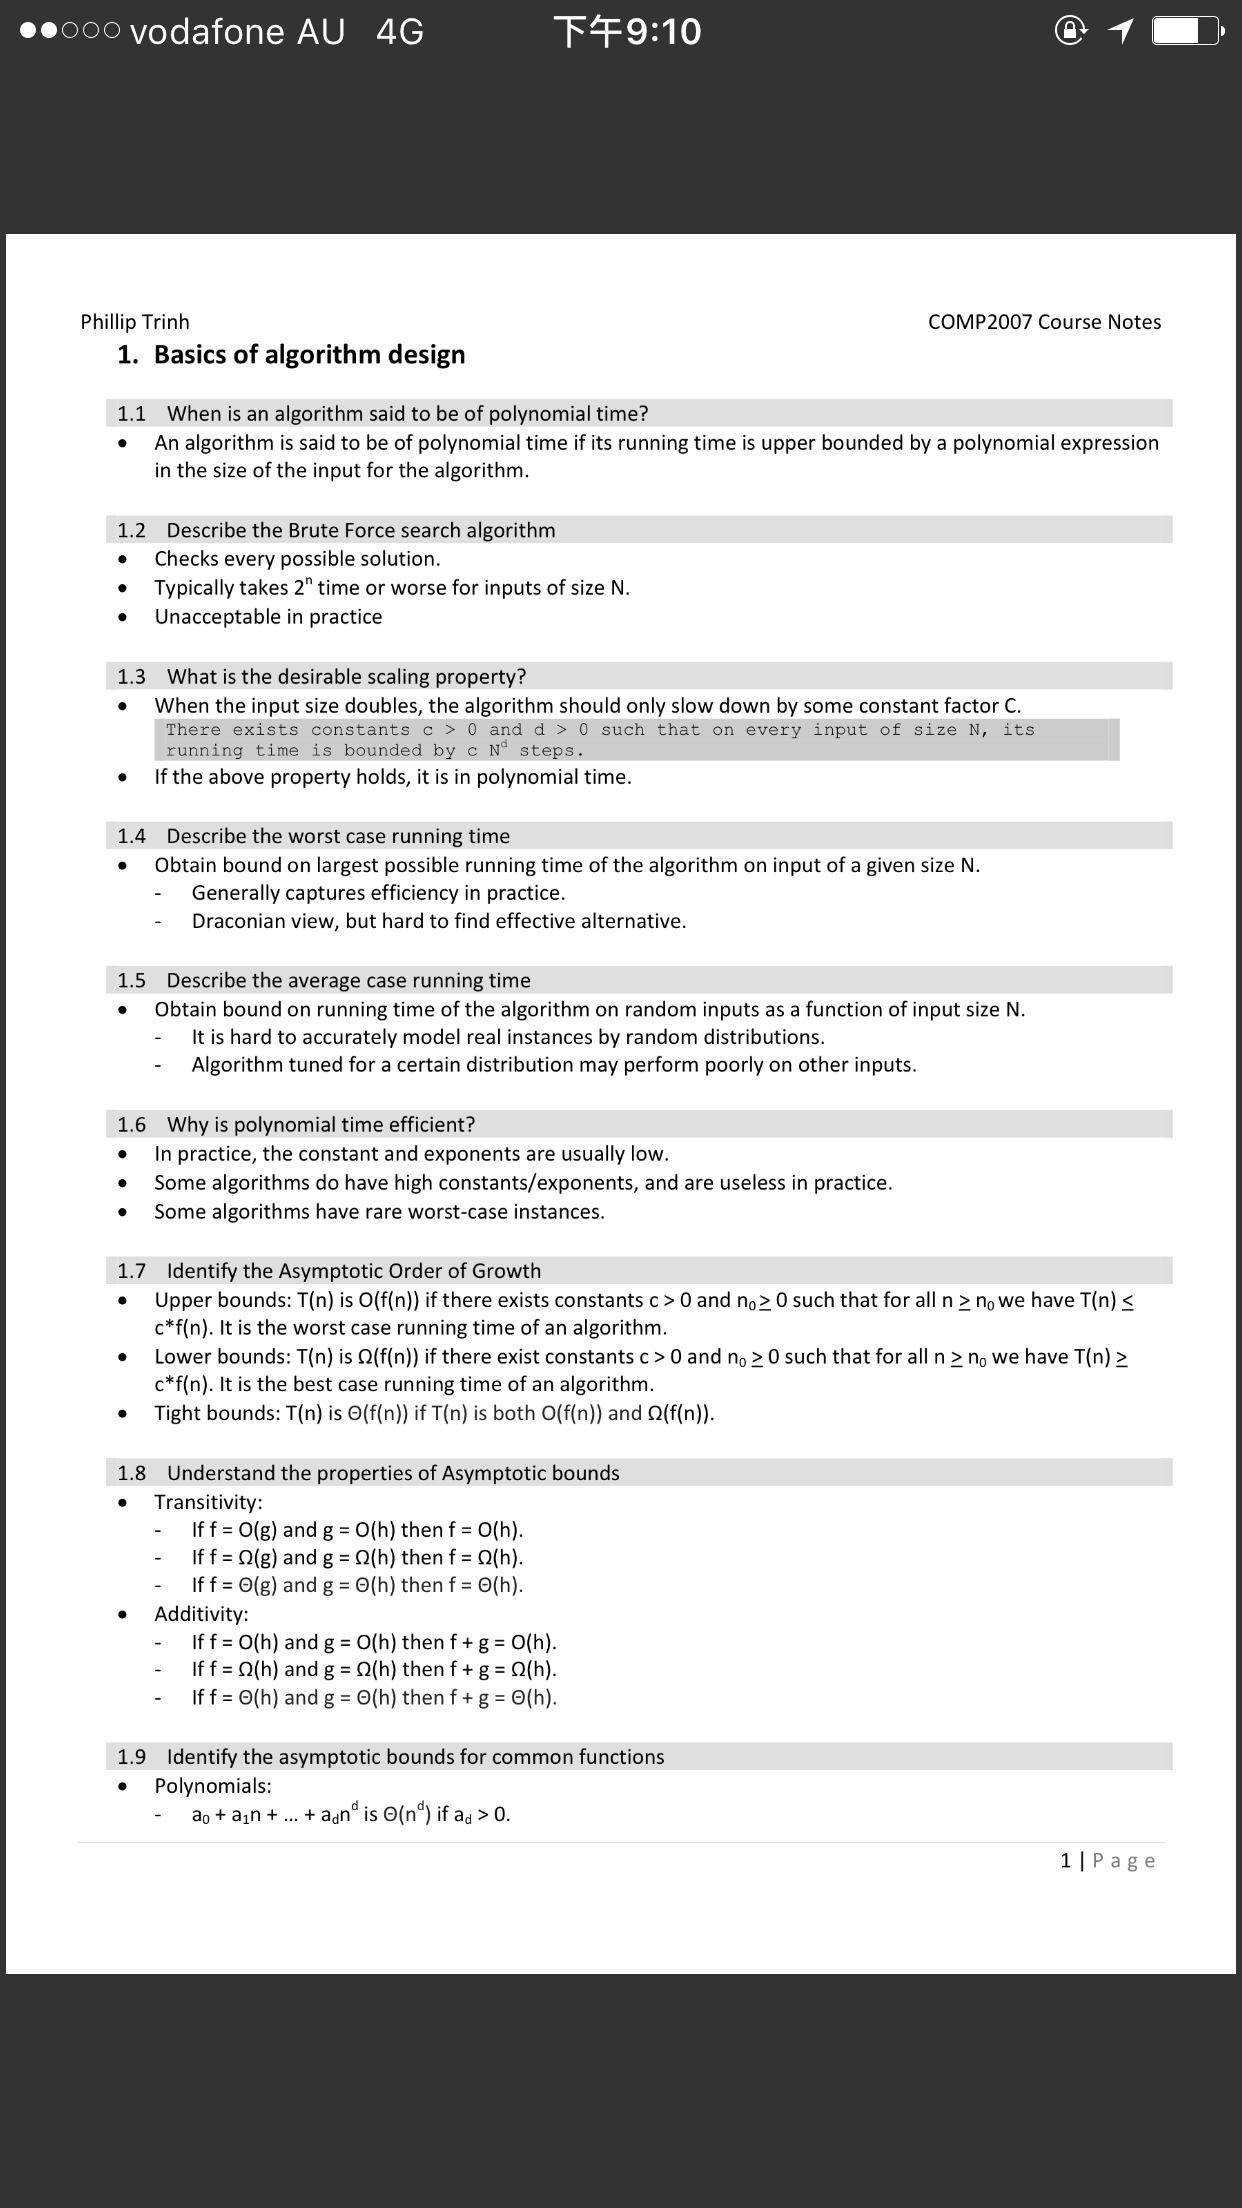 vodafone AU 4G 下午9:10
Phillip Trinh COMP2007 Course Notes
1. Basics of algorithm design
1.1 When is an algorithm said to be of polynomial time?
• An algorithm is said to be of polynomial time if its running time is upper bounded by a polynomial expression
in the size of the input for the algorithm.
1.2 Describe the Brute Force search algorithm
• Checks every possible solution.
• Typically takes 2ⁿ time or worse for inputs of size N.
• Unacceptable in practice
1.3 What is the desirable scaling property?
• When the input size doubles, the algorithm should only slow down by some constant factor C.
There exists constants c > 0 and d > 0 such that on every input of size N, its
running time is bounded by c Nᵈ steps.
• If the above property holds, it is in polynomial time.
1.4 Describe the worst case running time
• Obtain bound on largest possible running time of the algorithm on input of a given size N.
- Generally captures efficiency in practice.
- Draconian view, but hard to find effective alternative.
1.5 Describe the average case running time
• Obtain bound on running time of the algorithm on random inputs as a function of input size N.
- It is hard to accurately model real instances by random distributions.
- Algorithm tuned for a certain distribution may perform poorly on other inputs.
1.6 Why is polynomial time efficient?
• In practice, the constant and exponents are usually low.
• Some algorithms do have high constants/exponents, and are useless in practice.
• Some algorithms have rare worst-case instances.
1.7 Identify the Asymptotic Order of Growth
• Upper bounds: T(n) is O(f(n)) if there exists constants c > 0 and n₀ ≥ 0 such that for all n ≥ n₀ we have T(n) ≤
c*f(n). It is the worst case running time of an algorithm.
• Lower bounds: T(n) is Ω(f(n)) if there exist constants c > 0 and n₀ ≥ 0 such that for all n ≥ n₀ we have T(n) ≥
c*f(n). It is the best case running time of an algorithm.
• Tight bounds: T(n) is Θ(f(n)) if T(n) is both O(f(n)) and Ω(f(n)).
1.8 Understand the properties of Asymptotic bounds
• Transitivity:
- If f = O(g) and g = O(h) then f = O(h).
- If f = Ω(g) and g = Ω(h) then f = Ω(h).
- If f = Θ(g) and g = Θ(h) then f = Θ(h).
• Additivity:
- If f = O(h) and g = O(h) then f + g = O(h).
- If f = Ω(h) and g = Ω(h) then f + g = Ω(h).
- If f = Θ(h) and g = Θ(h) then f + g = Θ(h).
1.9 Identify the asymptotic bounds for common functions
• Polynomials:
- a₀ + a₁n + ... + a_d nᵈ is Θ(nᵈ) if a_d > 0.
1 | Page